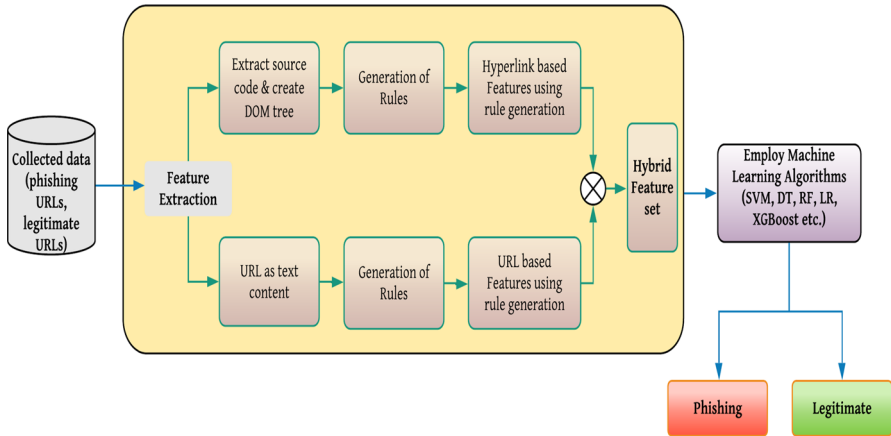 Collected data
(phishing
URLs,
legitimate
URLs)
Feature
Extraction
Extract source
code & create
DOM tree
Generation of
Rules
Hyperlink based
Features using
rule generation
URL as text
content
Generation of
Rules
URL based
Features using
rule generation
Hybrid
Feature
set
Employ Machine
Learning Algorithms
(SVM, DT, RF, LR,
XGBoost etc.)
Phishing
Legitimate